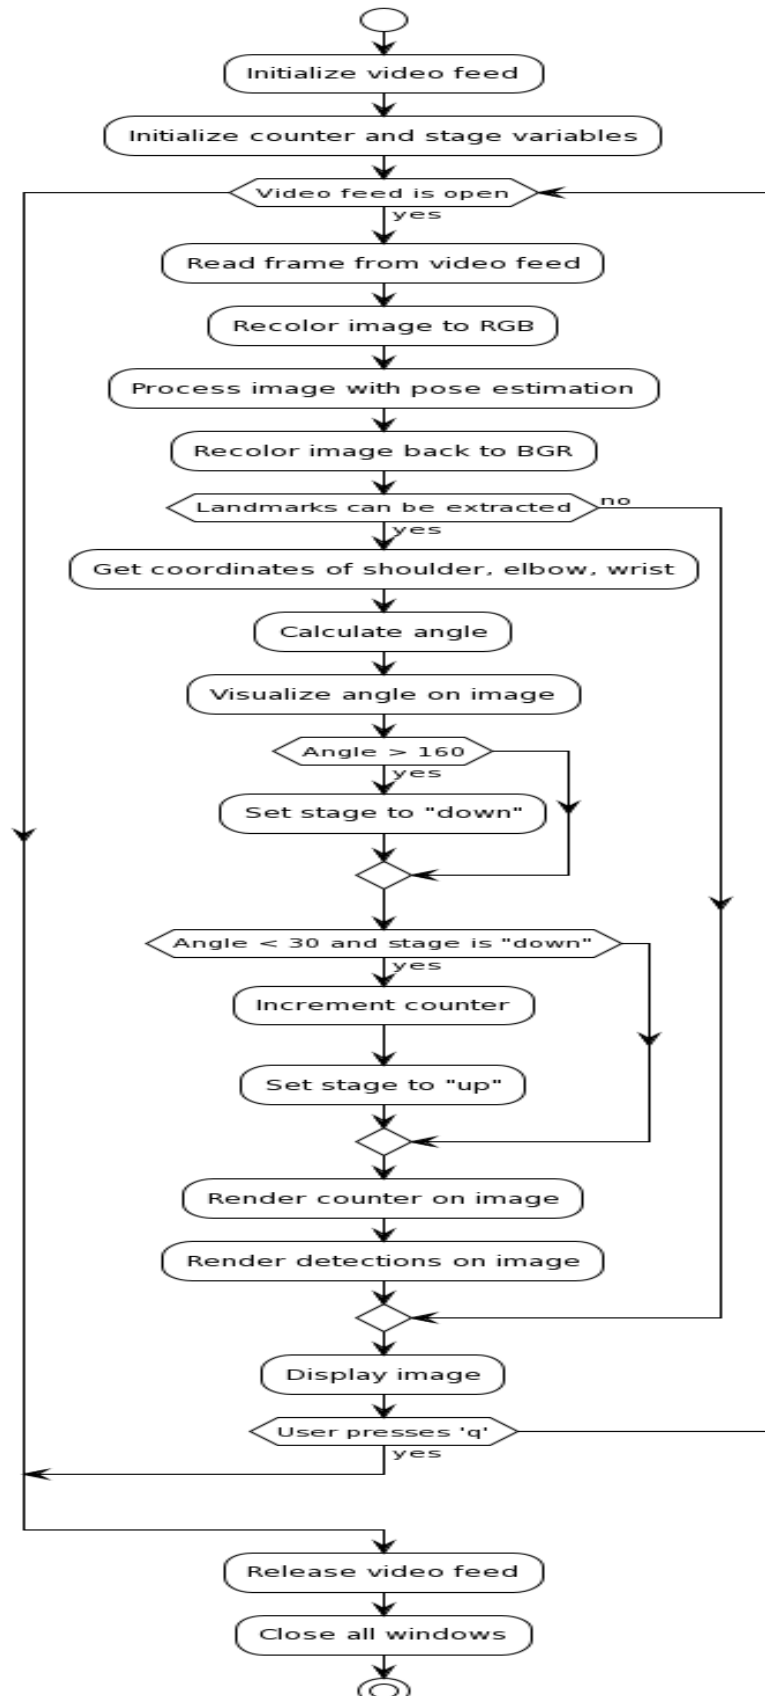 Initialize video feed
Initialize counter and stage variables
Video feed is open
yes
Read frame from video feed
Recolor image to RGB
Process image with pose estimation
Recolor image back to BGR
Landmarks can be extracted
no
yes
Get coordinates of shoulder, elbow, wrist
Calculate angle
Visualize angle on image
Angle > 160
yes
Set stage to "down"
Angle < 30 and stage is "down"
yes
Increment counter
Set stage to "up"
Render counter on image
Render detections on image
Display image
User presses 'q'
yes
Release video feed
Close all windows